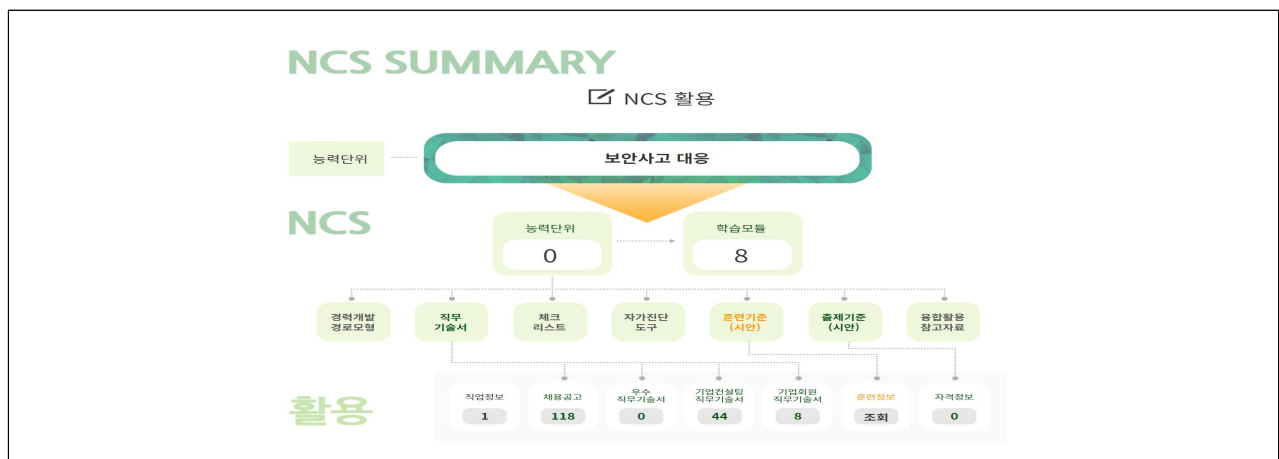 NCS SUMMARY
NCS 활용
능력단위
보안사고 대응
NCS
능력단위
0
학습모듈
8
경력개발
경로모형
직무
기술서
체크
리스트
자가진단
도구
훈련기준
(시안)
출제기준
(시안)
융합활용
참고자료
활용
직업정보
1
채용공고
118
우수
직무기술서
0
기업컨설팅
직무기술서
44
기업회원
직무기술서
8
훈련정보
조회
자격정보
0